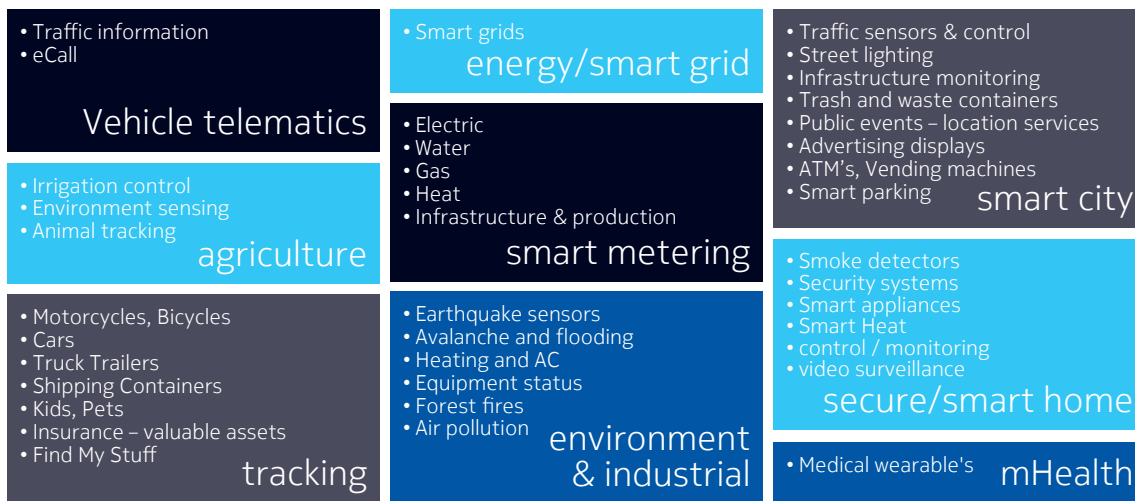 • Traffic information
• eCall
Vehicle telematics
• Irrigation control
• Environment sensing
• Animal tracking
agriculture
• Motorcycles, Bicycles
• Cars
• Truck Trailers
• Shipping Containers
• Kids, Pets
• Insurance – valuable assets
• Find My Stuff
tracking
• Smart grids
energy/smart grid
• Electric
• Water
• Gas
• Heat
• Infrastructure & production
smart metering
• Earthquake sensors
• Avalanche and flooding
• Heating and AC
• Equipment status
• Forest fires
• Air pollution
environment
& industrial
• Traffic sensors & control
• Street lighting
• Infrastructure monitoring
• Trash and waste containers
• Public events – location services
• Advertising displays
• ATM’s, Vending machines
• Smart parking
smart city
• Smoke detectors
• Security systems
• Smart appliances
• Smart Heat
• control / monitoring
• video surveillance
secure/smart home
• Medical wearable's
mHealth